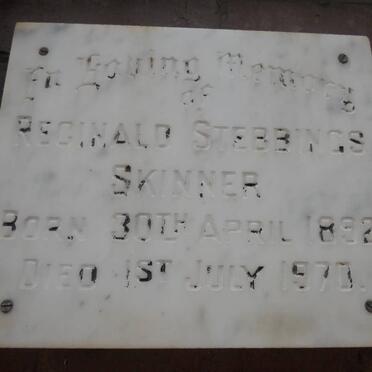 In Loving Memory
of
REGINALD STEBBINGS
SKINNER
BORN 30TH APRIL 1892
DIED 1ST JULY 1970.